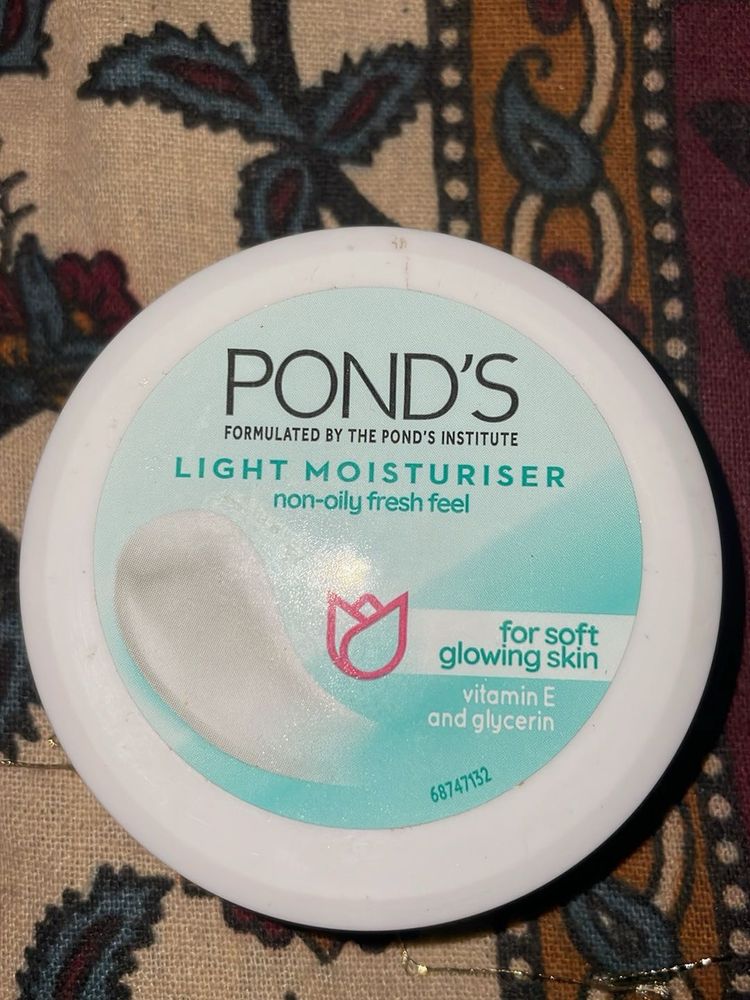 POND'S
FORMULATED BY THE POND'S INSTITUTE
LIGHT MOISTURISER
non-oily fresh feel
for soft
glowing skin
vitamin E
and glycerin
68747132